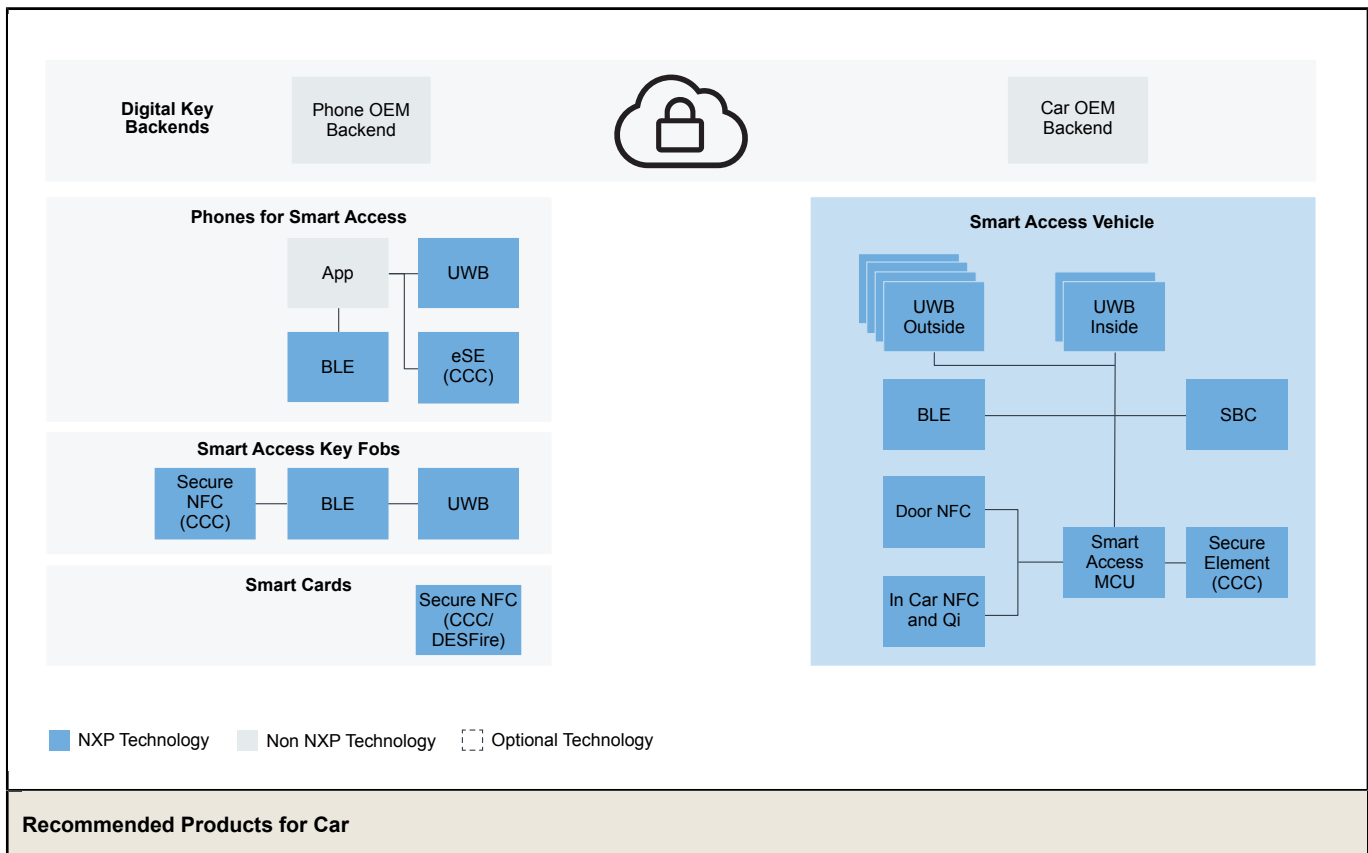 Digital Key
Backends
Phone OEM
Backend
Car OEM
Backend
Phones for Smart Access
App
UWB
BLE
eSE
(CCC)
Smart Access Key Fobs
Secure
NFC
(CCC)
BLE
UWB
Smart Cards
Secure NFC
(CCC/
DESFire)
Smart Access Vehicle
UWB
Outside
UWB
Inside
BLE
SBC
Door NFC
Smart
Access
MCU
Secure
Element
(CCC)
In Car NFC
and Qi
NXP Technology
Non NXP Technology
Optional Technology
Recommended Products for Car